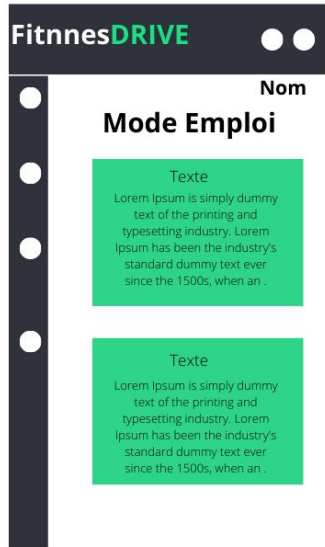 FitnnesDRIVE
Nom
Mode Emploi
Texte
Lorem Ipsum is simply dummy
text of the printing and
typesetting industry. Lorem
Ipsum has been the industry's
standard dummy text ever
since the 1500s, when an .
Texte
Lorem Ipsum is simply dummy
text of the printing and
typesetting industry. Lorem
Ipsum has been the industry's
standard dummy text ever
since the 1500s, when an .